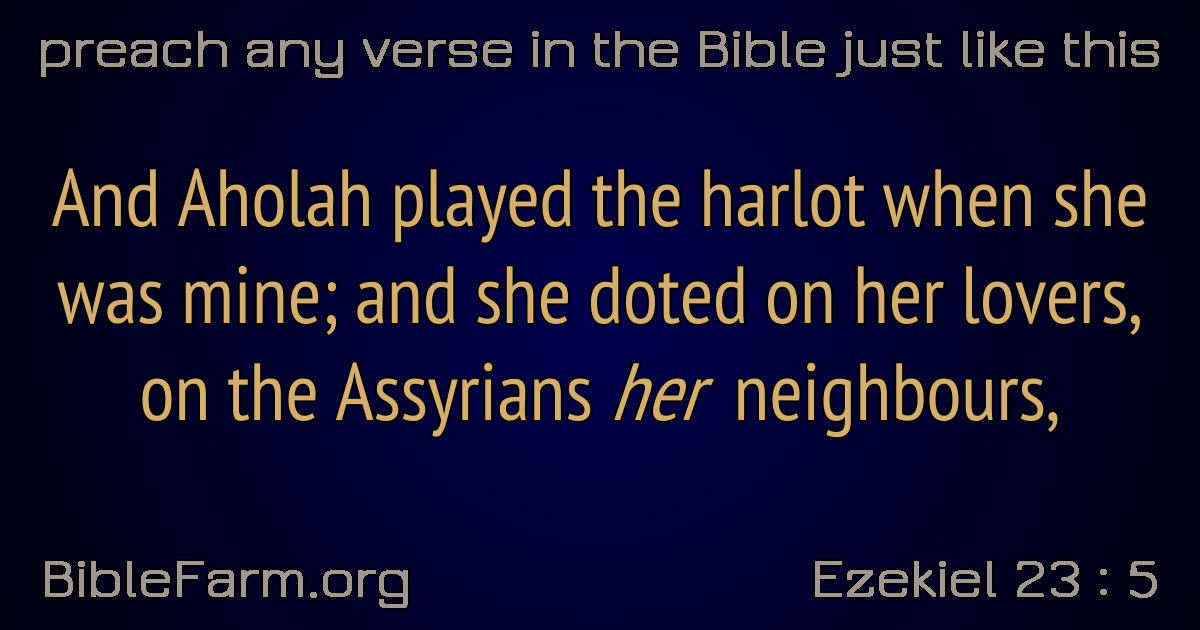 preach any verse in the Bible just like this
And Aholah played the harlot when she
was mine; and she doted on her lovers,
on the Assyrians her neighbours,
BibleFarm.org
Ezekiel 23 : 5